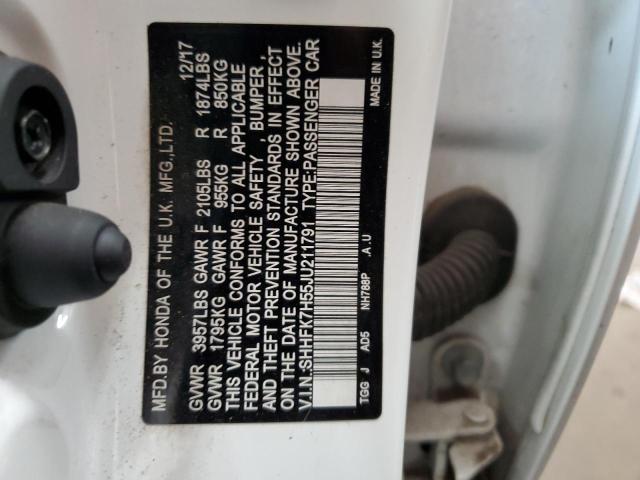 MFD.BY HONDA OF THE U.K. MFG.,LTD. 12/17
GVWR 3957LBS GAWR F 2105LBS R 1874LBS
GVWR 1795KG GAWR F 955KG R 850KG
THIS VEHICLE CONFORMS TO ALL APPLICABLE
FEDERAL MOTOR VEHICLE SAFETY , BUMPER ,
AND THEFT PREVENTION STANDARDS IN EFFECT
ON THE DATE OF MANUFACTURE SHOWN ABOVE.
V.I.N.:SHHFK7H55JU211791 TYPE:PASSENGER CAR
TGG J AD5 NH788P .A.U MADE IN U.K.